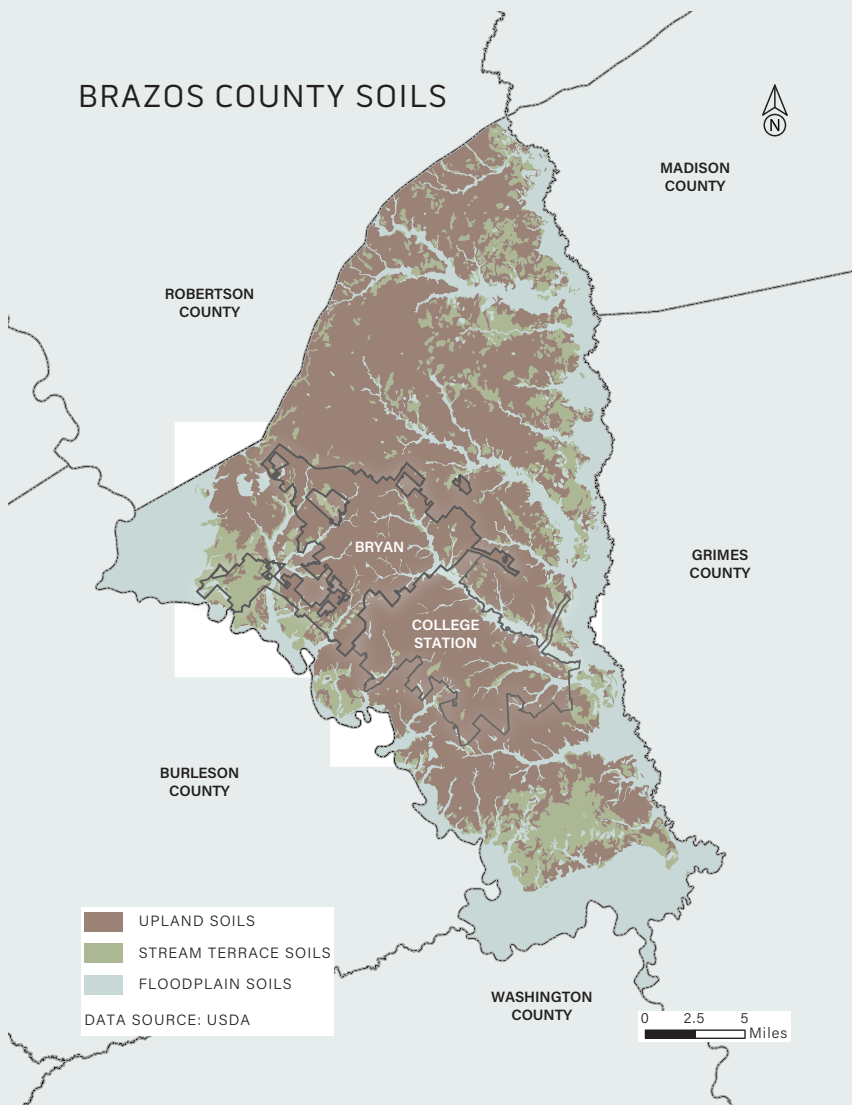 BRAZOS COUNTY SOILS
N
MADISON
COUNTY
ROBERTSON
COUNTY
BRYAN
GRIMES
COUNTY
COLLEGE
STATION
BURLESON
COUNTY
UPLAND SOILS
STREAM TERRACE SOILS
FLOODPLAIN SOILS
DATA SOURCE: USDA
WASHINGTON
COUNTY
0 2.5 5
Miles